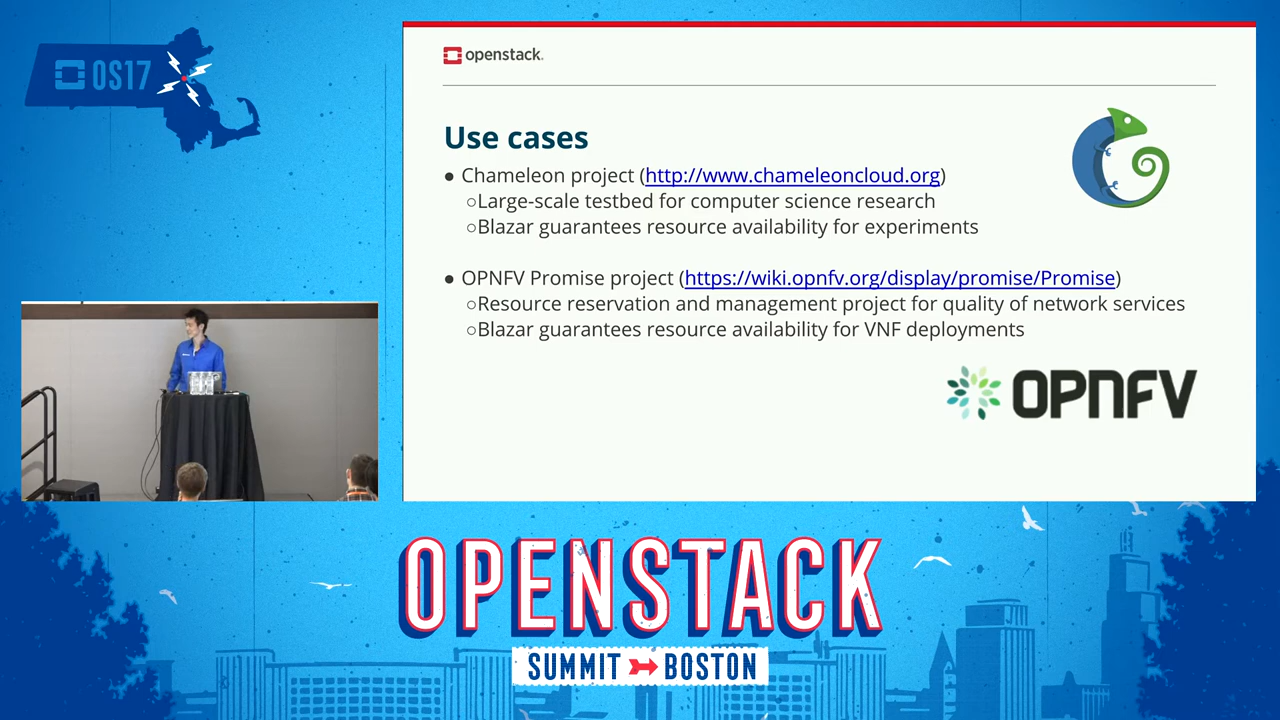 OS17
openstack.
Use cases
● Chameleon project (http://www.chameleoncloud.org)
○Large-scale testbed for computer science research
○Blazar guarantees resource availability for experiments
● OPNFV Promise project (https://wiki.opnfv.org/display/promise/Promise)
○Resource reservation and management project for quality of network services
○Blazar guarantees resource availability for VNF deployments
OPNFV
OPENSTACK
SUMMIT BOSTON